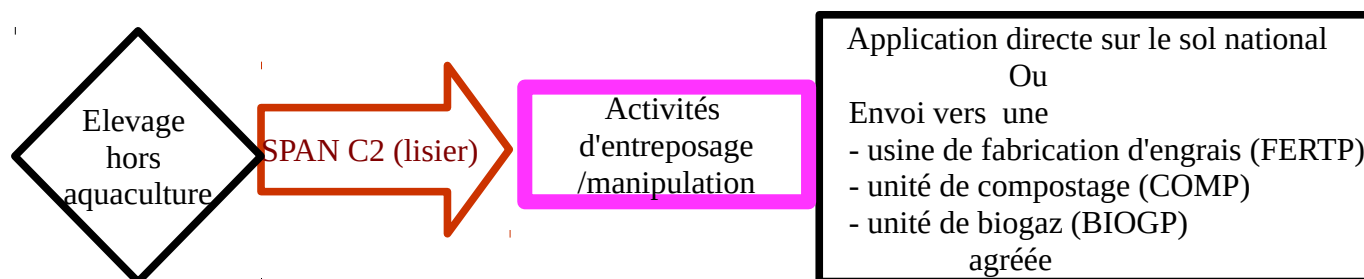 Elevage
hors
aquaculture
SPAN C2 (lisier)
Activités
d'entreposage
/manipulation
Application directe sur le sol national
Ou
Envoi vers une
- usine de fabrication d'engrais (FERTP)
- unité de compostage (COMP)
- unité de biogaz (BIOGP)
agréée